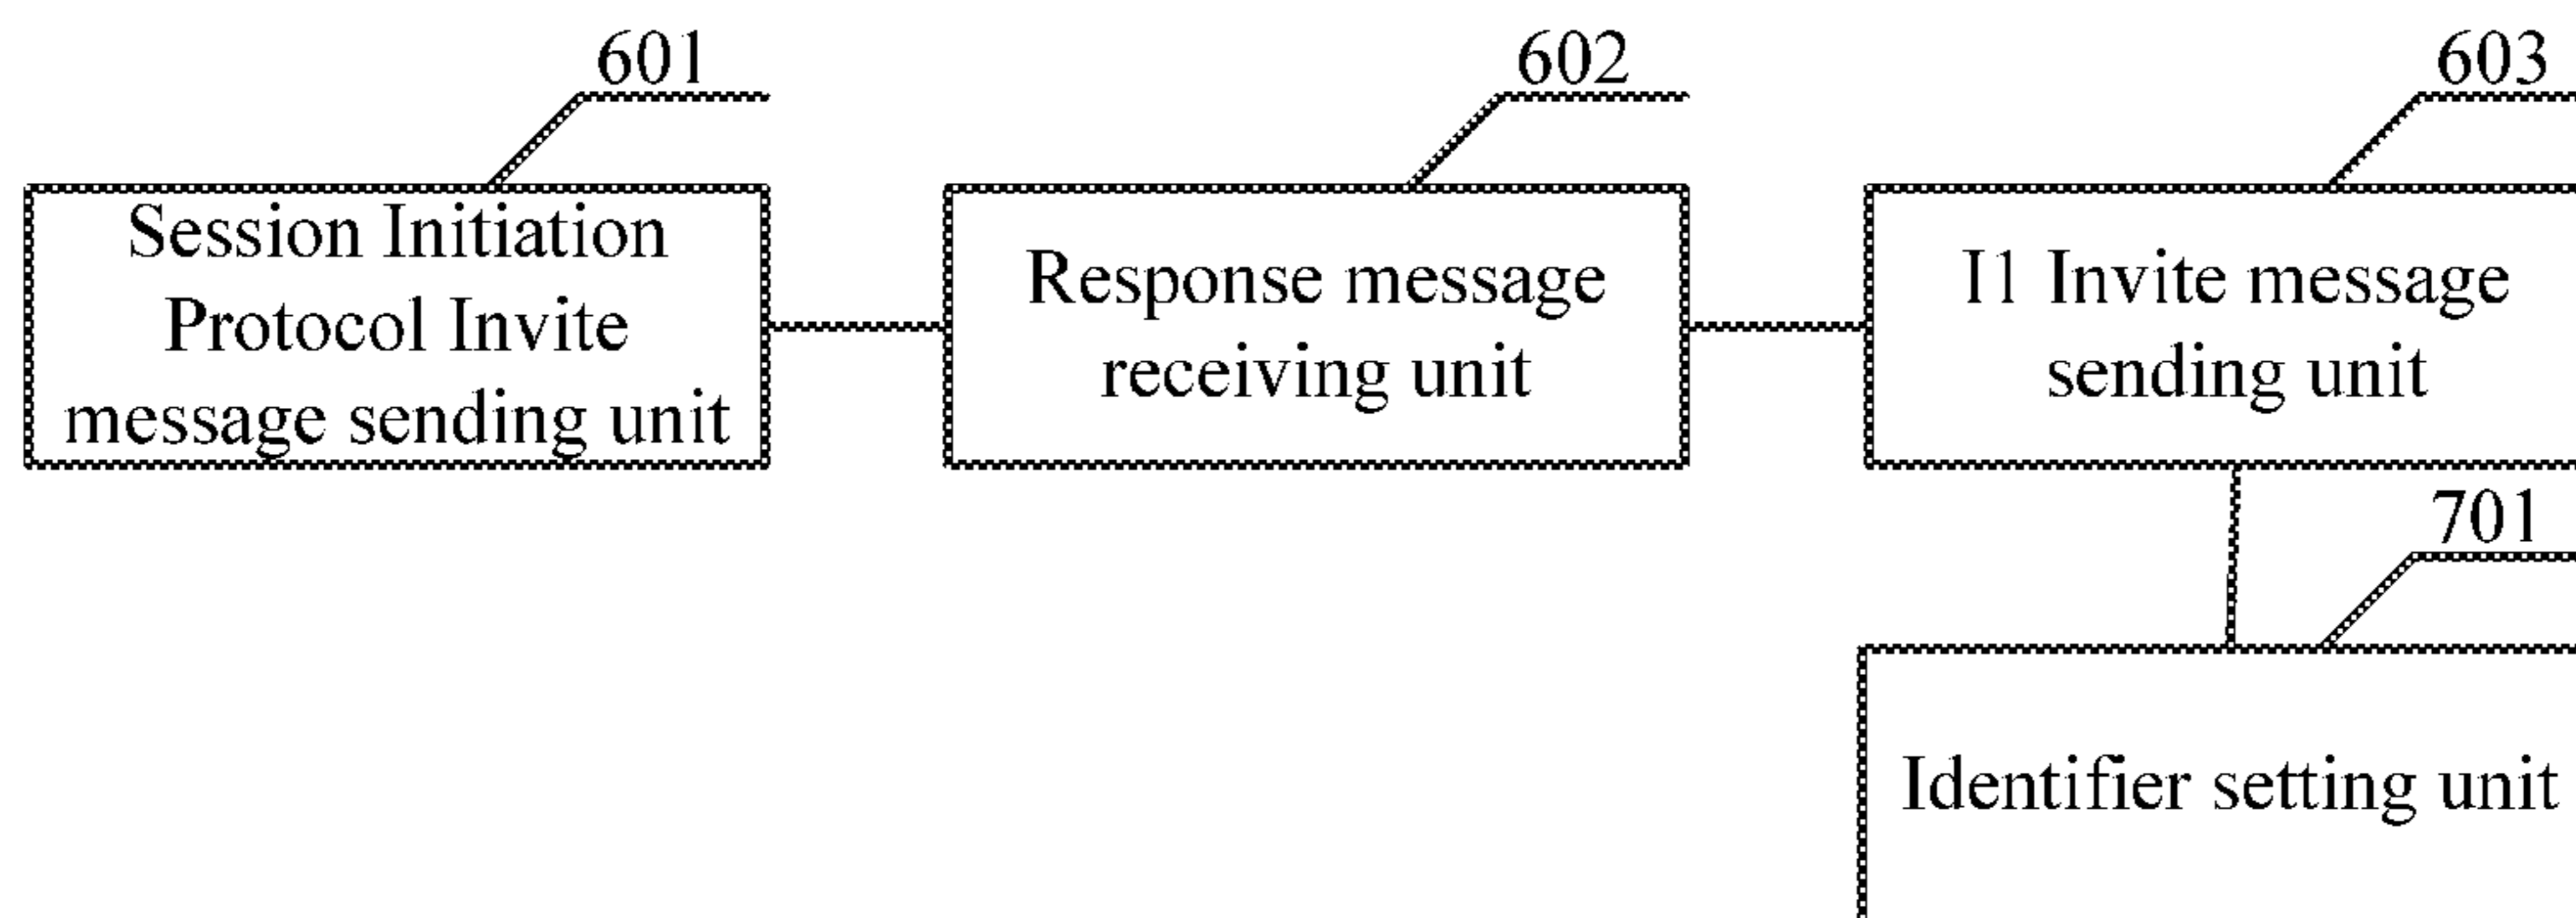 601
602
603
Session Initiation
Protocol Invite
message sending unit
Response message
receiving unit
I1 Invite message
sending unit
701
Identifier setting unit